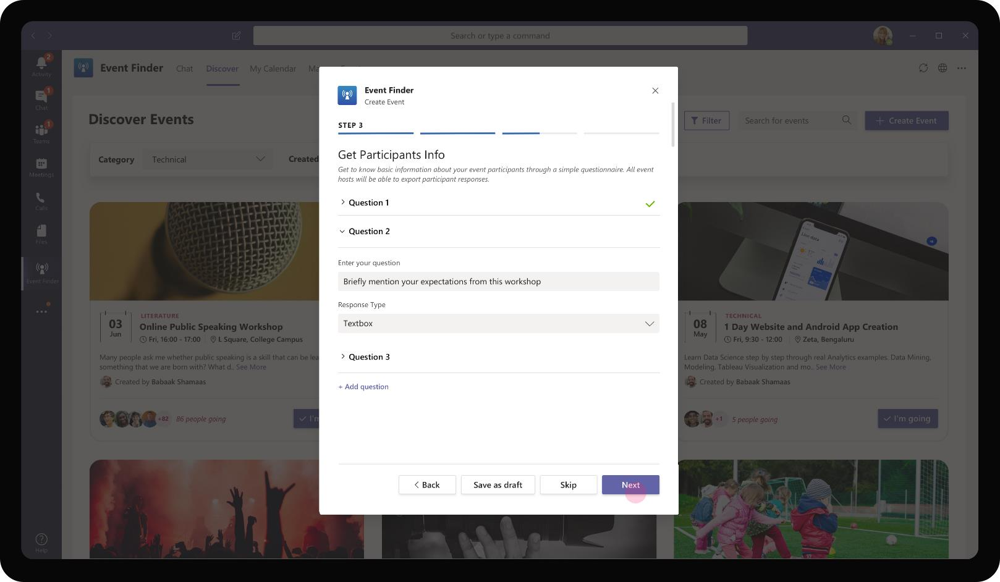 Search or type a command
2
Activity
1
Chat
1
Teams
Meetings
Calls
Files
Event Finder
Help
Event Finder
Chat
Discover
My Calendar
Discover Events
Filter
Search for events
+ Create Event
Category
Technical
Created
LITERATURE
03
Jun
Online Public Speaking Workshop
Fri, 16:00 - 17:00
L Square, College Campus
Many people ask me whether public speaking is a skill that can be
something that we are born with? What d.. See More
Created by Babaak Shamaas
+82
86 people going
Event Finder
Create Event
STEP 3
Get Participants Info
Get to know basic information about your event participants through a simple questionnaire. All event
hosts will be able to export participant responses.
Question 1
Question 2
Enter your question
Briefly mention your expectations from this workshop
Response Type
Textbox
Question 3
+ Add question
Back
Save as draft
Skip
Next
Live data
TECHNICAL
08
May
1 Day Website and Android App Creation
Fri, 9:30 - 12:00
Zeta, Bengaluru
Learn Data Science step by step through real Analytics examples. Data Mining,
Modeling, Tableau Visualization and mo.. See More
Created by Babaak Shamaas
+1
5 people going
I'm going